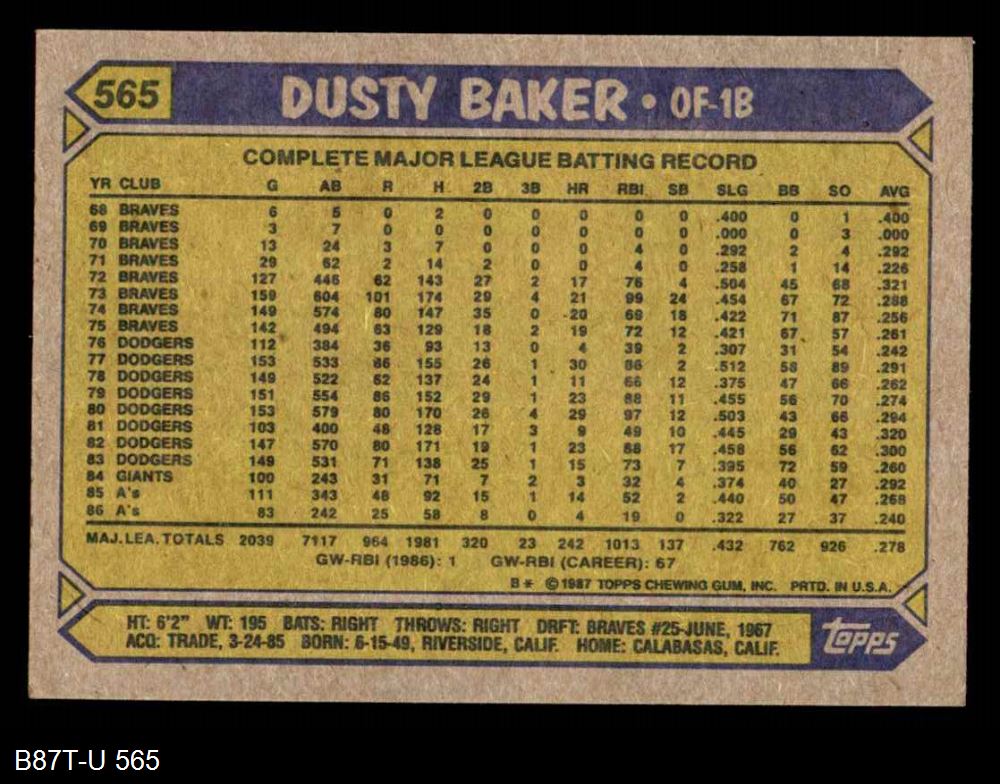 565 DUSTY BAKER • OF-1B
COMPLETE MAJOR LEAGUE BATTING RECORD
YR CLUB G AB R H 2B 3B HR RBI SB SLG BB SO AVG
68 BRAVES 6 5 0 2 0 0 0 0 0 .400 0 1 .400
69 BRAVES 3 7 0 0 0 0 0 0 0 .000 0 3 .000
70 BRAVES 13 24 3 7 0 0 0 4 0 .292 2 4 .292
71 BRAVES 29 62 2 14 2 0 0 4 0 .258 1 14 .226
72 BRAVES 127 446 62 143 27 2 17 76 4 .504 45 68 .321
73 BRAVES 159 604 101 174 29 4 21 99 24 .454 67 72 .288
74 BRAVES 149 574 80 147 35 0 20 69 18 .422 71 87 .256
75 BRAVES 142 494 63 129 18 2 19 72 12 .421 67 57 .261
76 DODGERS 112 384 36 93 13 0 4 39 2 .307 31 54 .242
77 DODGERS 153 533 86 155 26 1 30 86 2 .512 58 89 .291
78 DODGERS 149 522 62 137 24 1 11 66 12 .375 47 66 .262
79 DODGERS 151 554 86 152 29 1 23 88 11 .455 56 70 .274
80 DODGERS 153 579 80 170 26 4 29 97 12 .503 43 66 .294
81 DODGERS 103 400 48 128 17 3 9 49 10 .445 29 43 .320
82 DODGERS 147 570 80 171 19 1 23 88 17 .458 56 62 .300
83 DODGERS 149 531 71 138 25 1 15 73 7 .395 72 59 .260
84 GIANTS 100 243 31 71 7 2 3 32 4 .374 40 27 .292
85 A's 111 343 48 92 15 1 14 52 2 .440 50 47 .268
86 A's 83 242 25 58 8 0 4 19 0 .322 27 37 .240
MAJ. LEA. TOTALS 2039 7117 964 1981 320 23 242 1013 137 .432 762 926 .278
GW-RBI (1986): 1 GW-RBI (CAREER): 67
B* ©1987 TOPPS CHEWING GUM, INC. PRTD. IN U.S.A.
HT: 6'2" WT: 195 BATS: RIGHT THROWS: RIGHT DRFT: BRAVES #25-JUNE, 1967
ACQ: TRADE, 3-24-85 BORN: 6-15-49, RIVERSIDE, CALIF. HOME: CALABASAS, CALIF.
topps
B87T-U 565